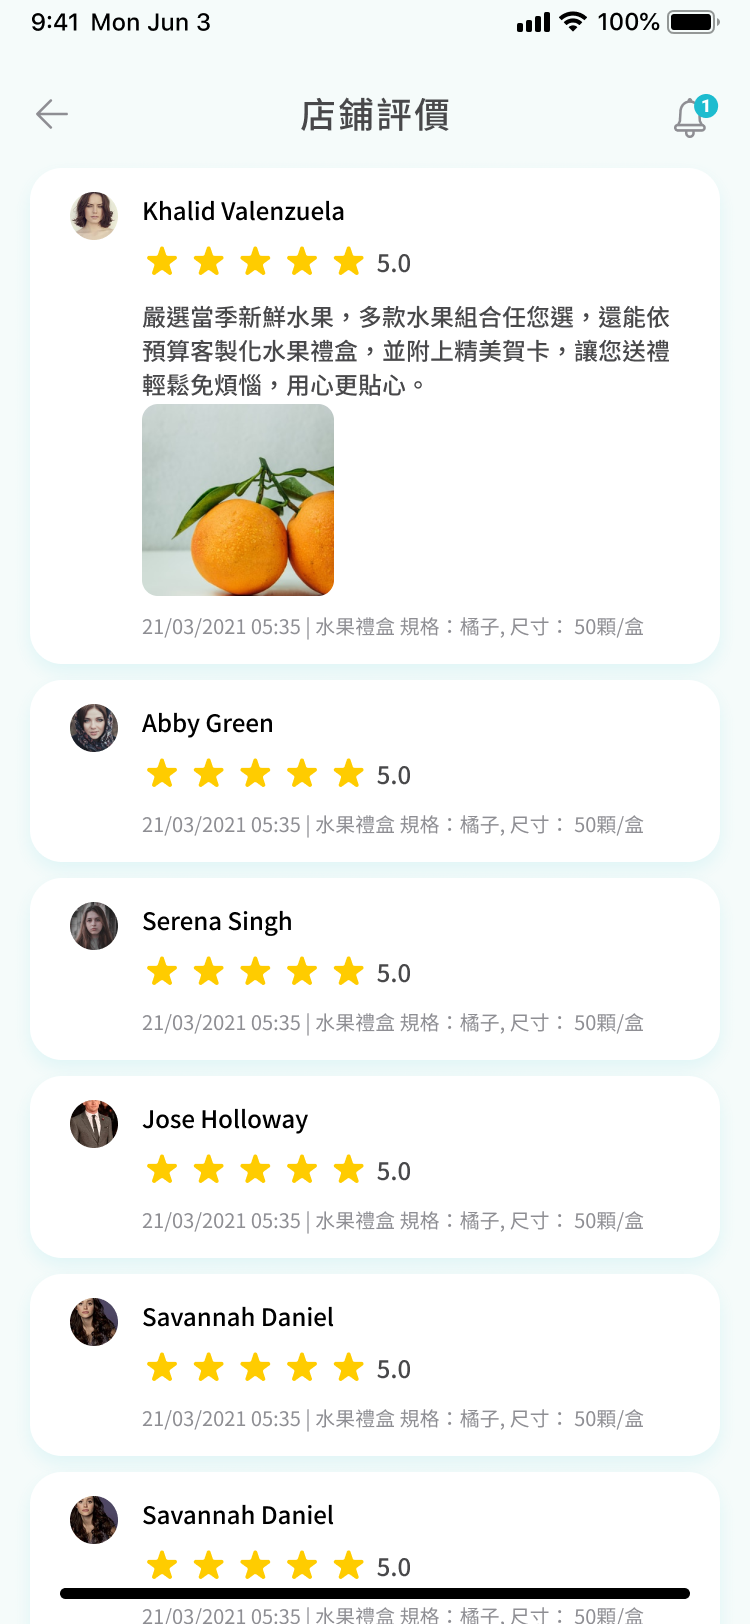 9:41 Mon Jun 3
100%
店鋪評價
1
Khalid Valenzuela
5.0
嚴選當季新鮮水果，多款水果組合任您選，還能依
預算客製化水果禮盒，並附上精美賀卡，讓您送禮
輕鬆免煩惱，用心更貼心。
21/03/2021 05:35 | 水果禮盒 規格：橘子, 尺寸： 50顆/盒
Abby Green
5.0
21/03/2021 05:35 | 水果禮盒 規格：橘子, 尺寸： 50顆/盒
Serena Singh
5.0
21/03/2021 05:35 | 水果禮盒 規格：橘子, 尺寸： 50顆/盒
Jose Holloway
5.0
21/03/2021 05:35 | 水果禮盒 規格：橘子, 尺寸： 50顆/盒
Savannah Daniel
5.0
21/03/2021 05:35 | 水果禮盒 規格：橘子, 尺寸： 50顆/盒
Savannah Daniel
5.0
21/03/2021 05:35 | 水果禮盒 規格：橘子, 尺寸： 50顆/盒